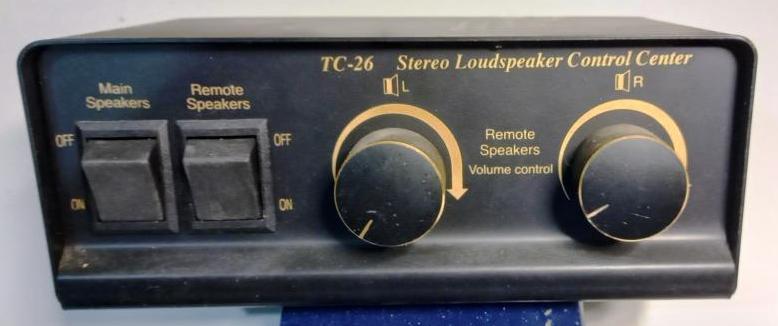 TC-26 Stereo Loudspeaker Control Center
Main
Speakers
Remote
Speakers
OFF
OFF
ON
ON
L
R
Remote
Speakers
Volume control